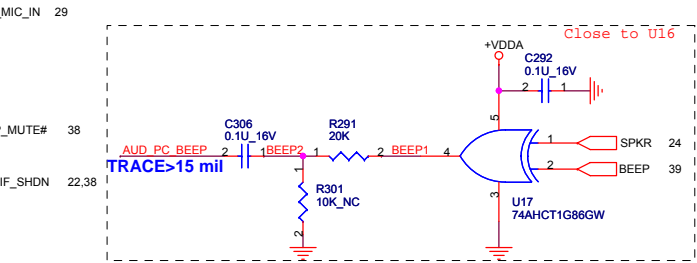 _MIC_IN 29
Close to U16
+VDDA
C292
0.1U_16V
2 1
_MUTE# 38
C306
0.1U_16V
R291
20K
5
AUD_PC_BEEP 2 1 BEEP2 1 2 BEEP1 4
1 SPKR 24
TRACE>15 mil
2 BEEP 39
IF_SHDN 22,38
1
R301
10K_NC
2
3
U17
74AHCT1G86GW